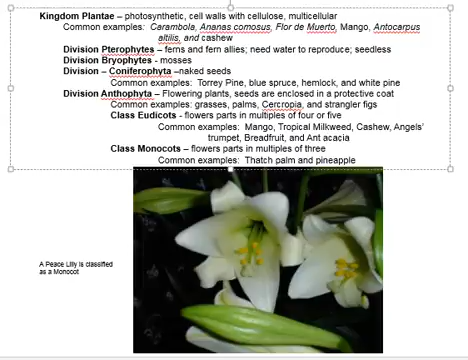 Kingdom Plantae – photosynthetic, cell walls with cellulose, multicellular
Common examples: Carambola, Ananas comosus, Flor de Muerto, Mango, Antocarpus
altilis, and cashew
Division Pterophytes – ferns and fern allies; need water to reproduce; seedless
Division Bryophytes - mosses
Division – Coniferophyta –naked seeds
Common examples: Torrey Pine, blue spruce, hemlock, and white pine
Division Anthophyta – Flowering plants, seeds are enclosed in a protective coat
Common examples: grasses, palms, Cercropia, and strangler figs
Class Eudicots - flowers parts in multiples of four or five
Common examples: Mango, Tropical Milkweed, Cashew, Angels’
trumpet, Breadfruit, and Ant acacia
Class Monocots – flowers parts in multiples of three
Common examples: Thatch palm and pineapple
A Peace Lilly is classified
as a Monocot